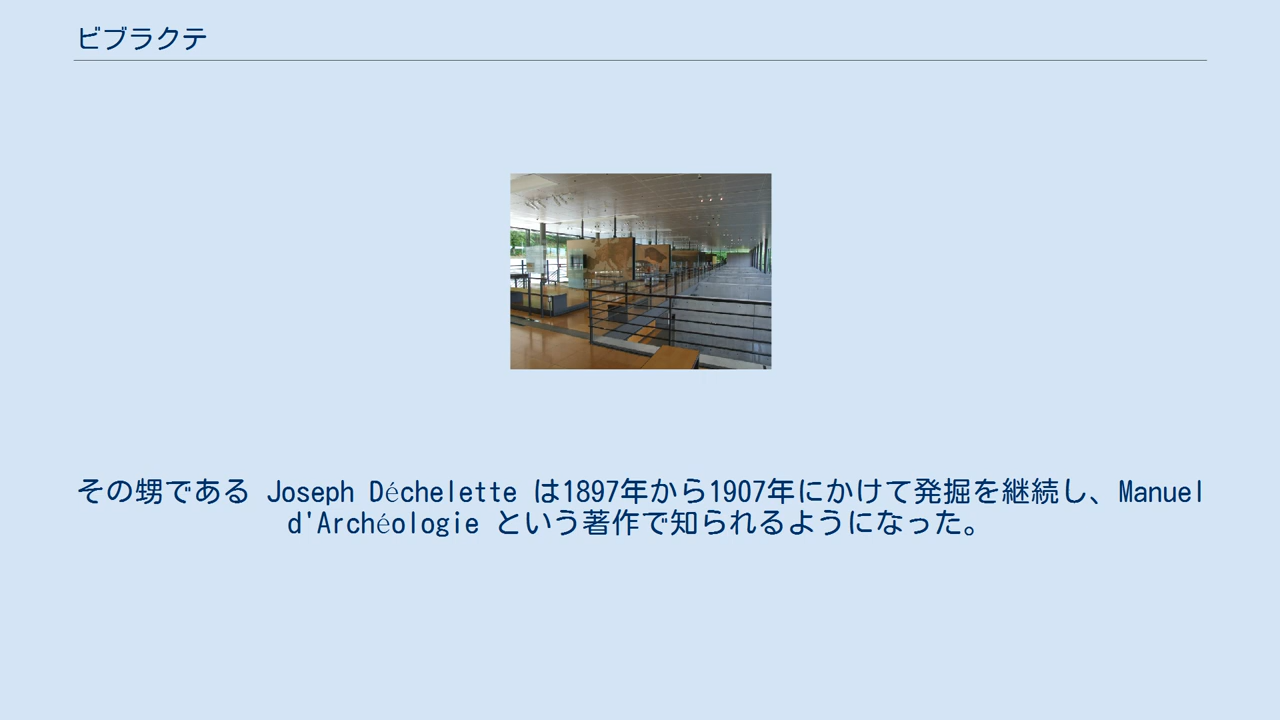 ビブラクテ
その甥である Joseph Déchelette は1897年から1907年にかけて発掘を継続し、Manuel
d'Archéologie という著作で知られるようになった。